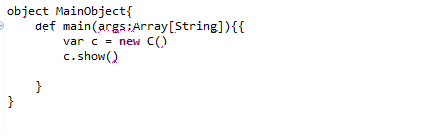 object MainObject{
    def main(args:Array[String]){{
        var c = new C()
        c.show()
    }
}